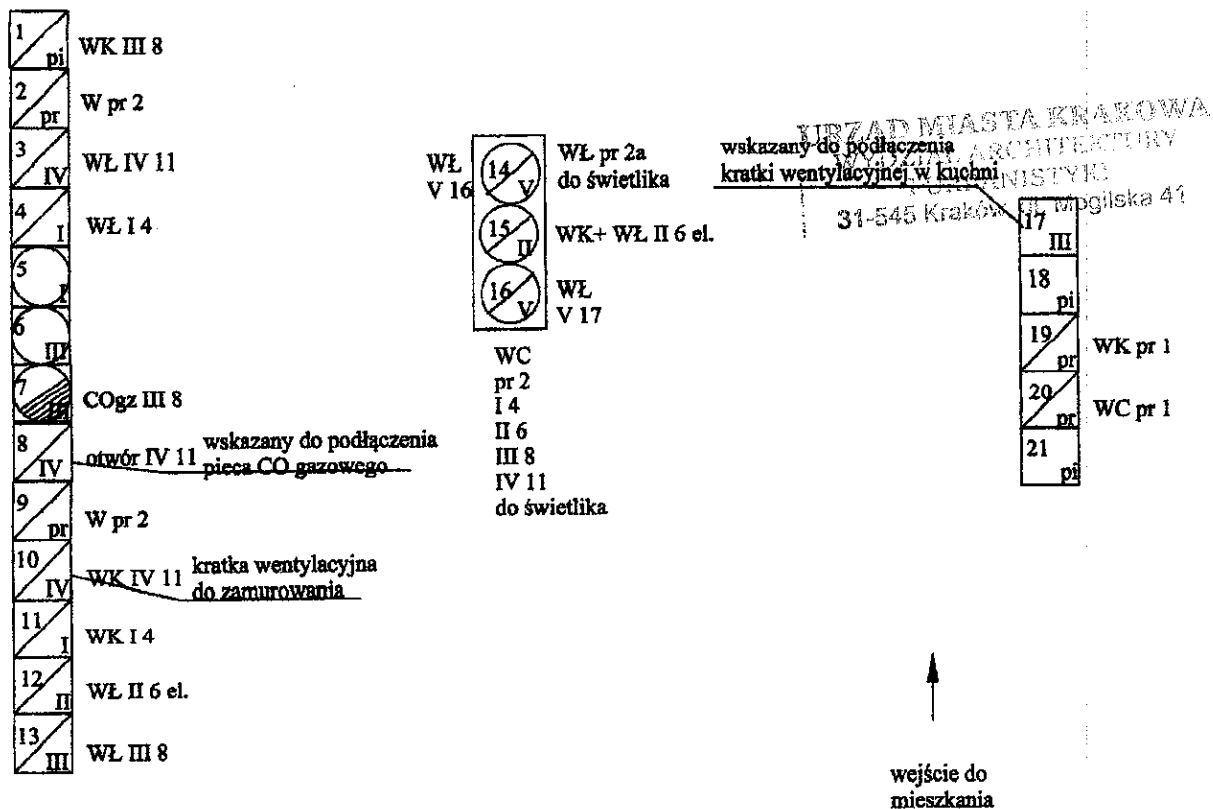 1
pi WK III 8
2
pr W pr 2
3
IV WŁ IV 11
4
I WŁ I 4
5
I
6
III
7
III COgz III 8
8
IV otwór IV 11 wskazany do podłączenia
pieca CO gazowego
9
pr W pr 2
10
IV WK IV 11 kratka wentylacyjna
do zamurowania
11
I WK I 4
12
II WŁ II 6 el.
13
III WŁ III 8
WŁ
V 16
14
V
WŁ pr 2a
do świetlika
15
II WK+ WŁ II 6 el.
16
V
WŁ
V 17
WC
pr 2
I 4
II 6
III 8
IV 11
do świetlika
URZĄD MIASTA KRAKOWA
WYDZIAŁ ARCHITEKTURY
31-545 Kraków, ul. Mogilska 41
wskazany do podłączenia
kratki wentylacyjnej w kuchni
17
III
18
pi
19
pr WK pr 1
20
pr WC pr 1
21
pi
wejście do
mieszkania